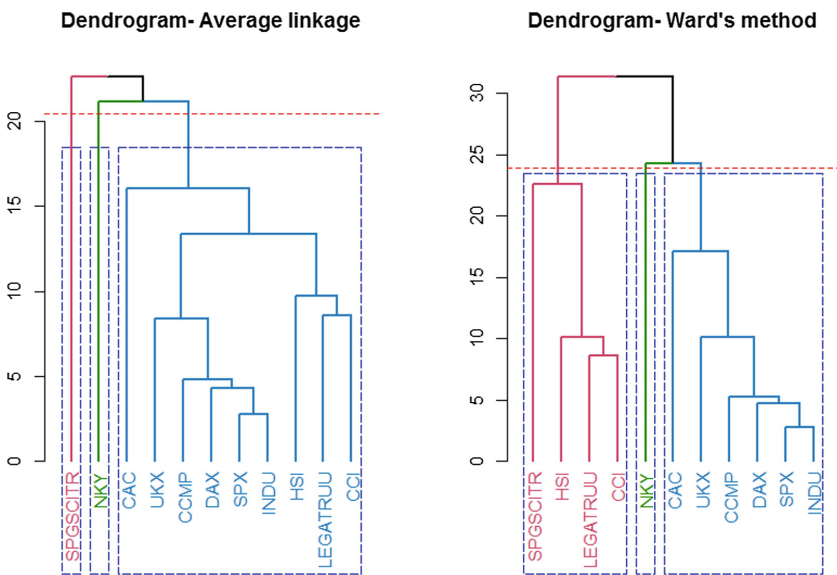 Dendrogram- Average linkage
20
15
10
5
0
SPGSCITR
NKY
CAC
UKX
CCMP
DAX
SPX
INDU
HSI
LEGATRUU
CCI
Dendrogram- Ward's method
30
25
20
15
10
5
0
SPGSCITR
HSI
LEGATRUU
CCI
NKY
CAC
UKX
CCMP
DAX
SPX
INDU